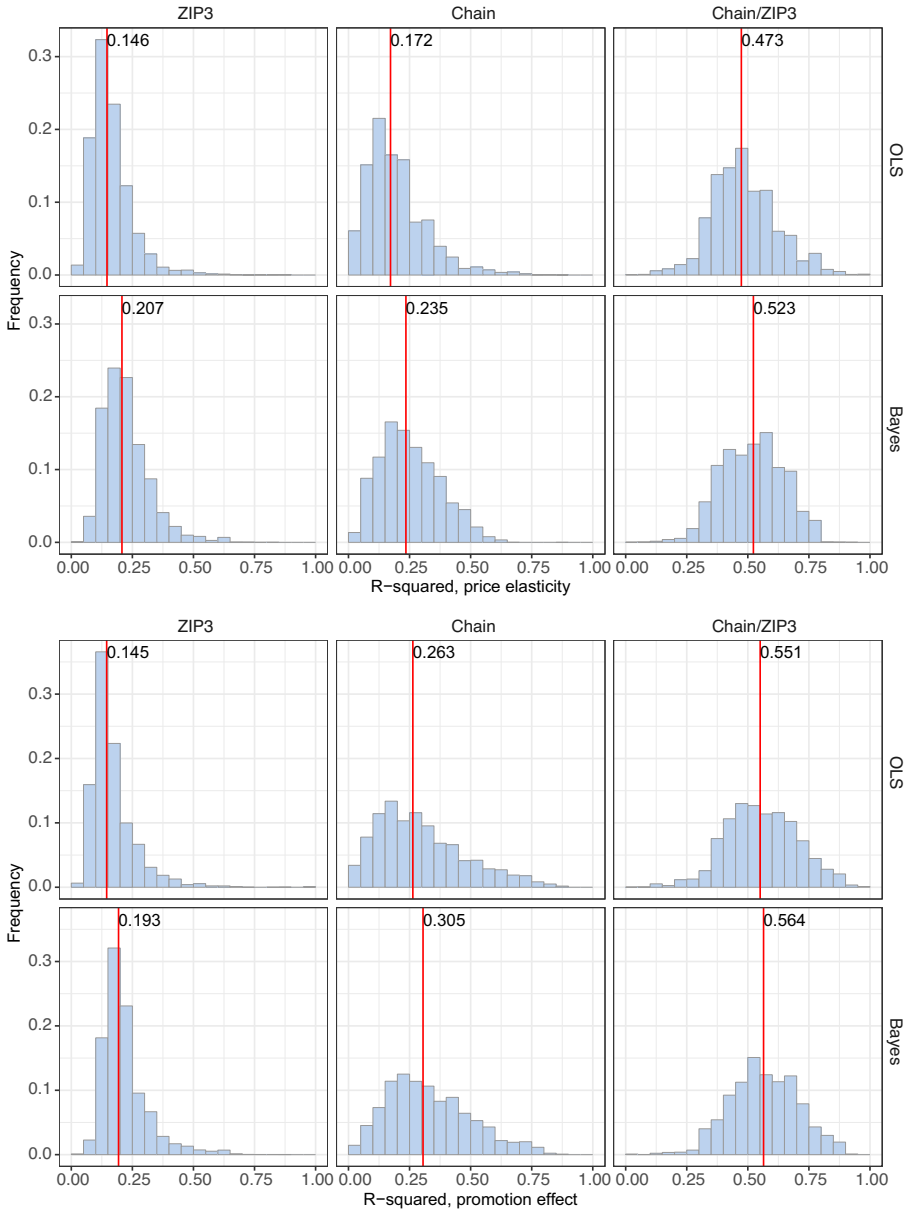 ZIP3 Chain Chain/ZIP3
0.146 0.172 0.473
0.3
0.2
0.1
0.0
OLS
Frequency
0.207 0.235 0.523
0.3
0.2
0.1
0.0
Bayes
0.00 0.25 0.50 0.75 1.00 0.00 0.25 0.50 0.75 1.00 0.00 0.25 0.50 0.75 1.00
R−squared, price elasticity
ZIP3 Chain Chain/ZIP3
0.145 0.263 0.551
0.3
0.2
0.1
0.0
OLS
Frequency
0.193 0.305 0.564
0.3
0.2
0.1
0.0
Bayes
0.00 0.25 0.50 0.75 1.00 0.00 0.25 0.50 0.75 1.00 0.00 0.25 0.50 0.75 1.00
R−squared, promotion effect